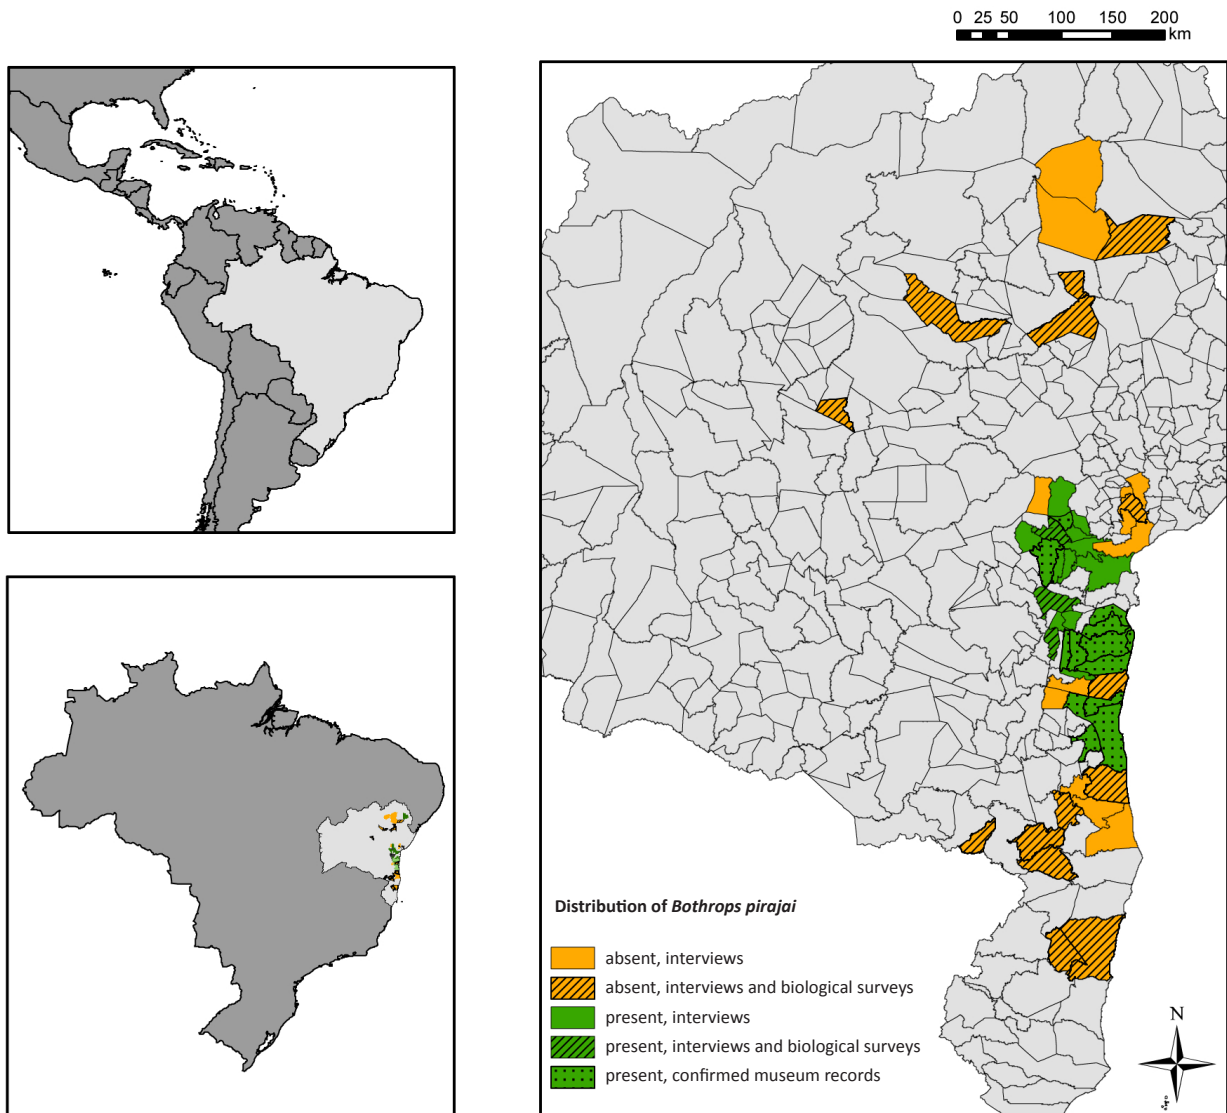 0 25 50 100 150 200
km
Distribution of Bothrops pirajai
absent, interviews
absent, interviews and biological surveys
present, interviews
present, interviews and biological surveys
present, confirmed museum records
N